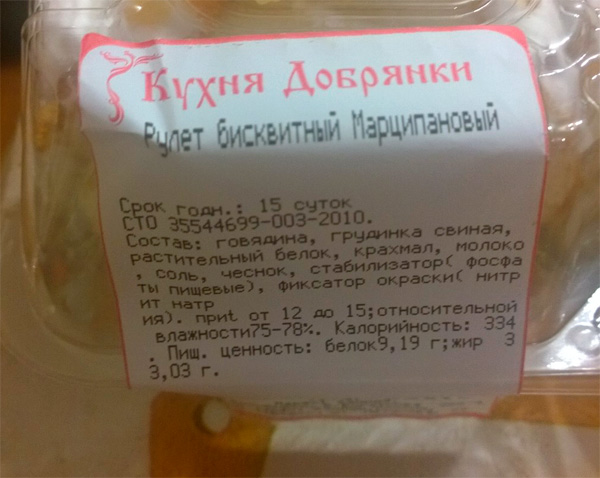 Кухня Добрянки
Рулет бисквитный Марципановый
Срок годн.: 15 суток
СТО 35544699-003-2010.
Состав: говядина, грудинка свиная,
растительный белок, крахмал, молоко
, соль, чеснок, стабилизатор( фосфа
ты пищевые), фиксатор окраски( нитр
ит натр
ия). приt от 12 до 15;относительной
влажности75-78%. Калорийность: 334
. Пищ. ценность: белок9,19 г;жир 3
3,03 г.